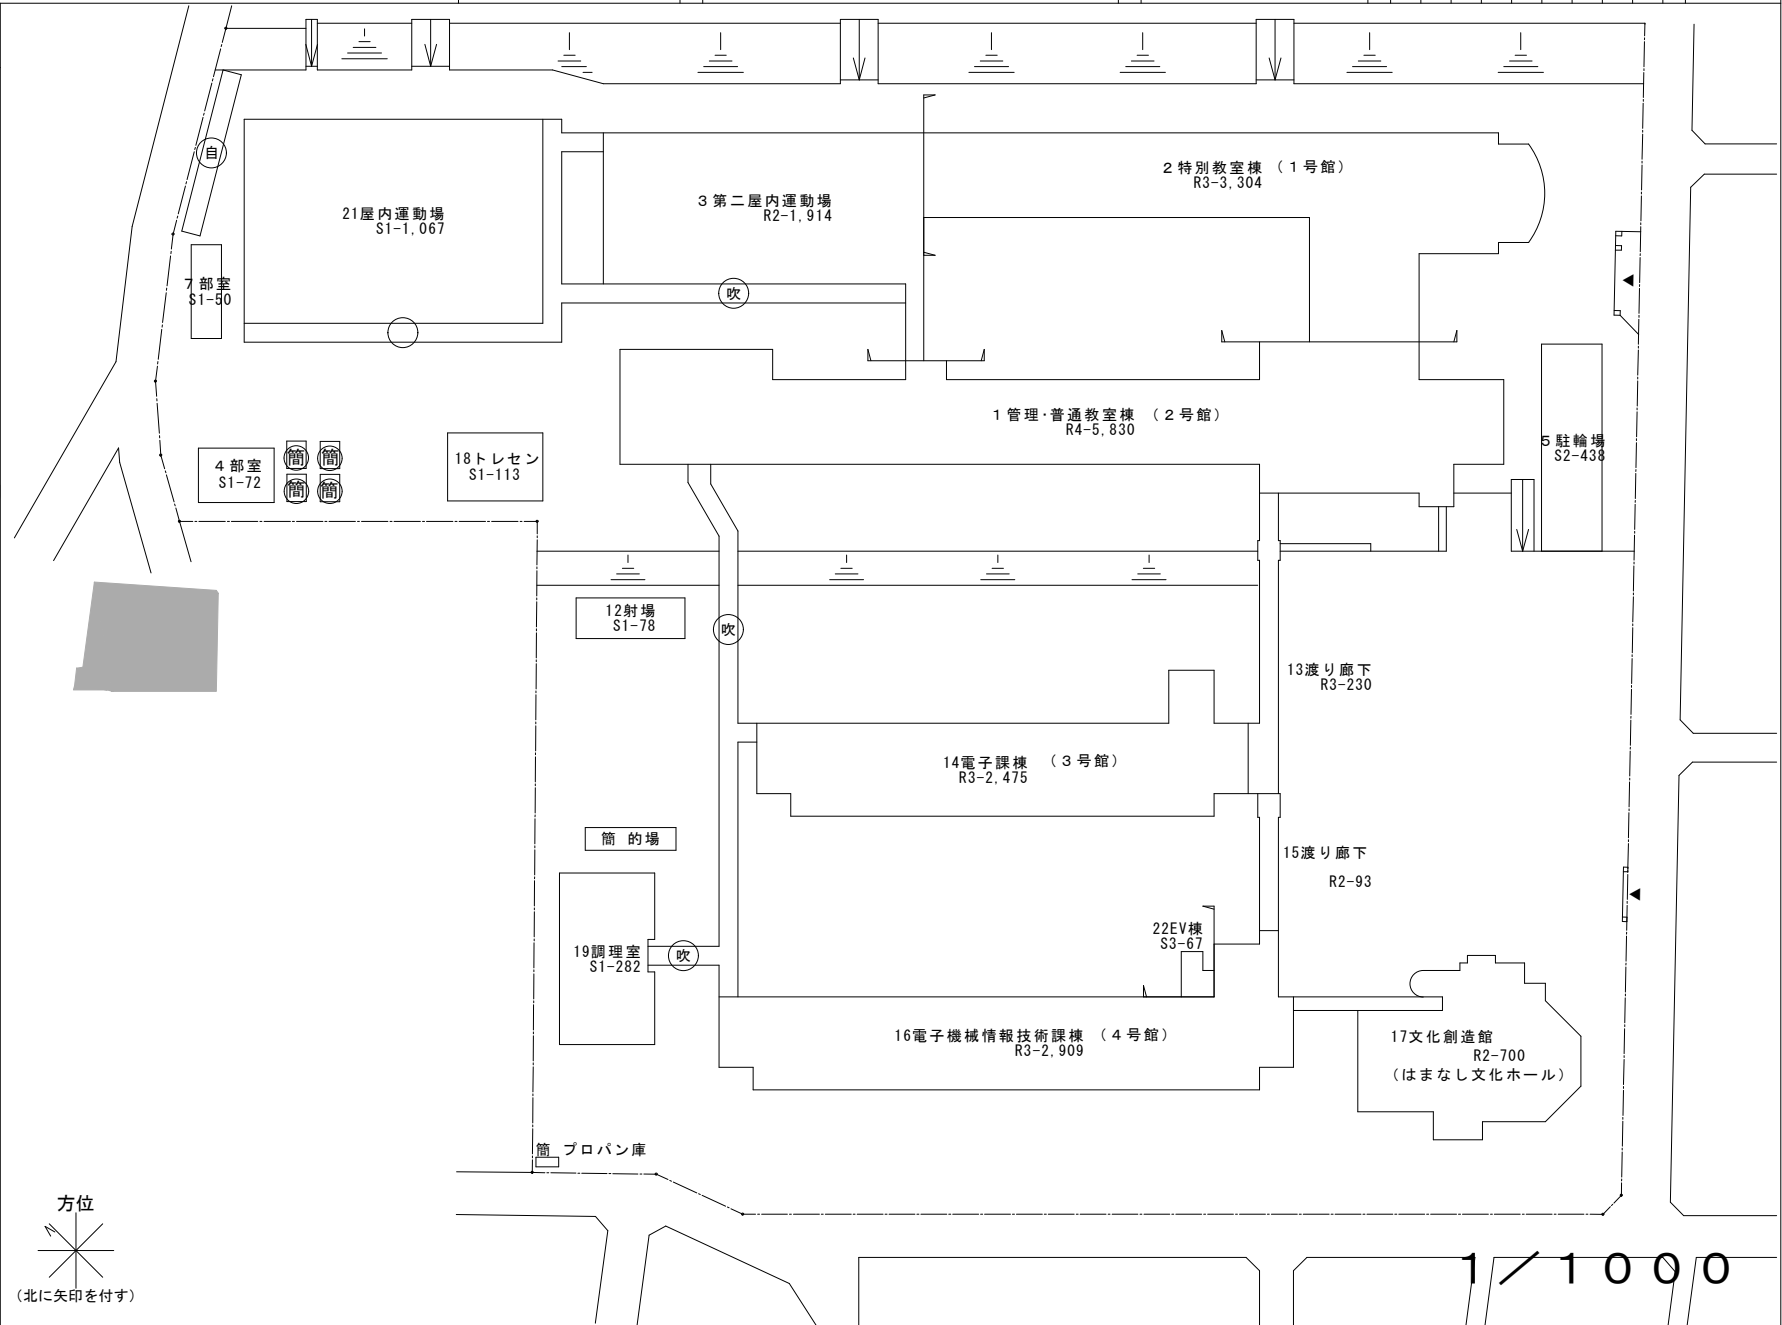 自
2特別教室棟 （1号館）
R3-3,304
3第二屋内運動場
R2-1,914
21屋内運動場
S1-1,067
7部室
S1-50
吹
1管理・普通教室棟 （2号館）
R4-5,830
5駐輪場
S2-438
4部室
S1-72
簡 簡
簡 簡
18トレセン
S1-113
12射場
S1-78
吹
13渡り廊下
R3-230
14電子課棟 （3号館）
R3-2,475
簡 的場
15渡り廊下
R2-93
22EV棟
S3-67
19調理室
S1-282
吹
16電子機械情報技術課棟 （4号館）
R3-2,909
17文化創造館
R2-700
（はまなし文化ホール）
簡 プロパン庫
方位
N
（北に矢印を付す）
1／1000